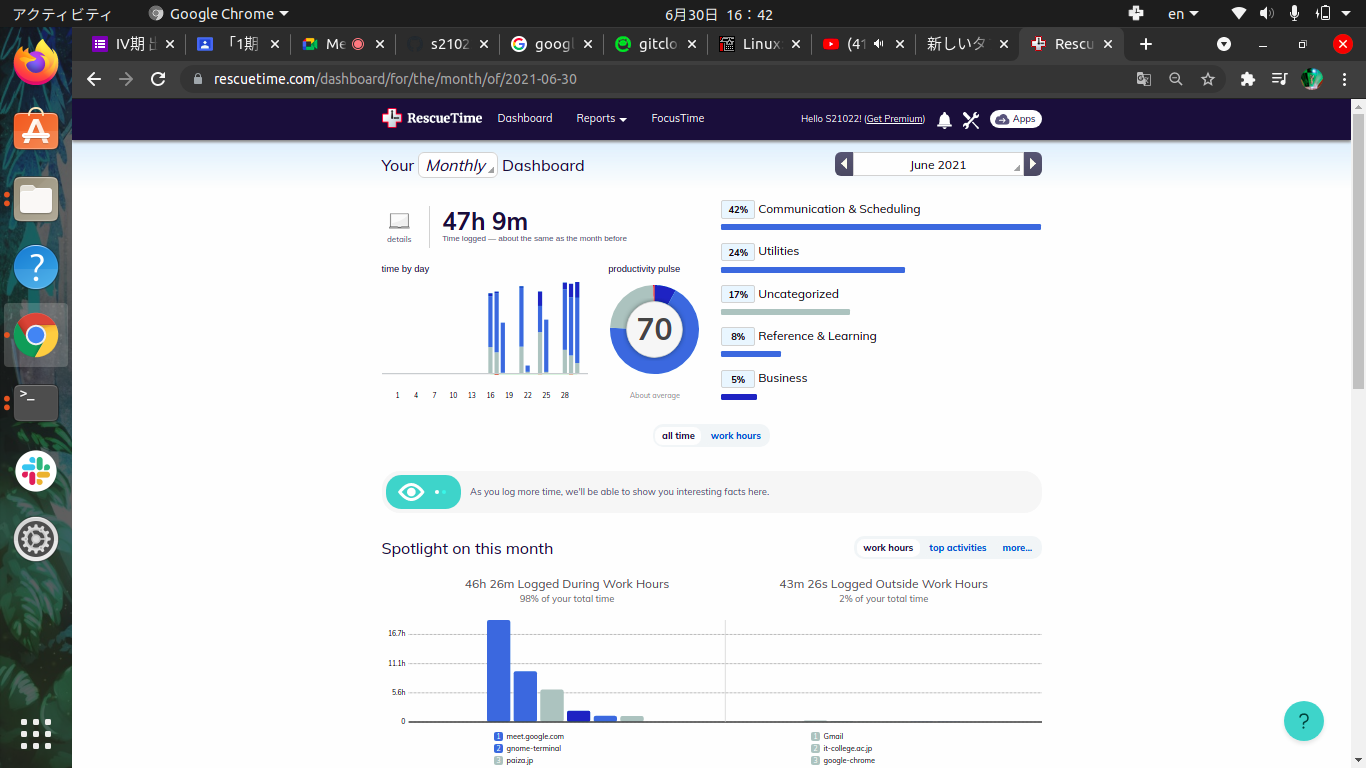 アクティビティ Google Chrome ▾ 6月30日 16：42 en ▾
IV期 出 「1期 Me s2102 googl gitclo Linux (41 新しいタ Rescu
rescuetime.com/dashboard/for/the/month/of/2021-06-30
RescueTime Dashboard Reports FocusTime Hello S21022! (Get Premium) Apps
Your Monthly Dashboard June 2021
details
47h 9m
Time logged — about the same as the month before
time by day
1 4 7 10 13 16 19 22 25 28
productivity pulse
70
About average
42% Communication & Scheduling
24% Utilities
17% Uncategorized
8% Reference & Learning
5% Business
all time work hours
As you log more time, we'll be able to show you interesting facts here.
Spotlight on this month work hours top activities more...
46h 26m Logged During Work Hours
98% of your total time
43m 26s Logged Outside Work Hours
2% of your total time
16.7h
11.1h
5.6h
0
1 meet.google.com
2 gnome-terminal
3 paiza.jp
1 Gmail
2 it-college.ac.jp
3 google-chrome
?